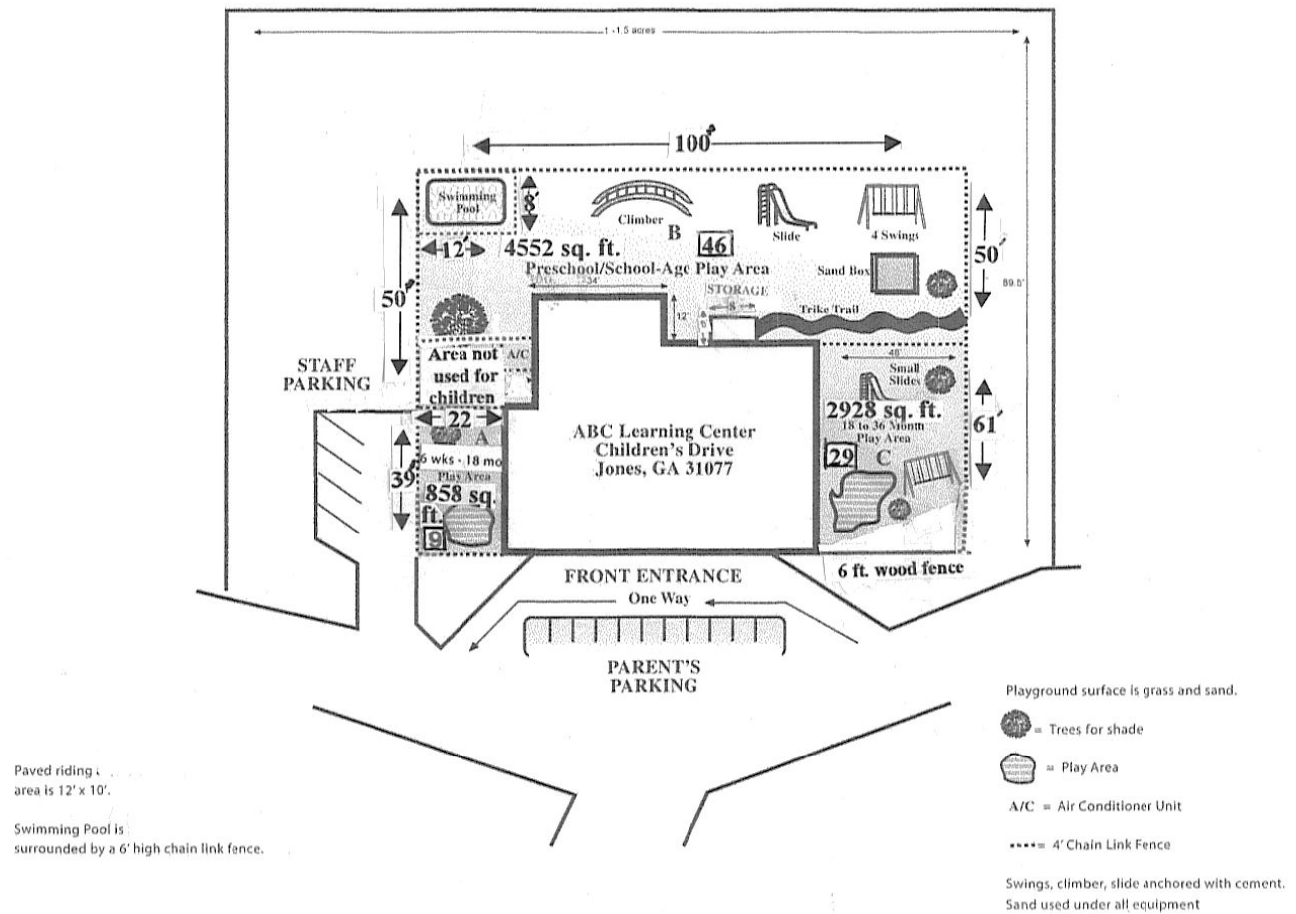 1 -1.5 acres
100'
Swimming
Pool
8'
Climber
Slide
4 Swings
B
46
12'
4552 sq. ft.
Preschool/School-Age Play Area
Sand Box
50'
50'
89.5'
34'
STORAGE
8
12'
Trike Trail
Area not
used for
children
A/C
STAFF
PARKING
22
A
6 wks - 18 mo
Play Area
39'
858 sq.
ft.
9
ABC Learning Center
Children's Drive
Jones, GA 31077
48'
Small
Slides
2928 sq. ft.
18 to 36 Month
Play Area
61'
29
C
6 ft. wood fence
FRONT ENTRANCE
One Way
PARENT'S
PARKING
Paved riding
area is 12' x 10'.
Swimming Pool is
surrounded by a 6' high chain link fence.
Playground surface is grass and sand.
= Trees for shade
= Play Area
A/C = Air Conditioner Unit
= 4' Chain Link Fence
Swings, climber, slide anchored with cement.
Sand used under all equipment